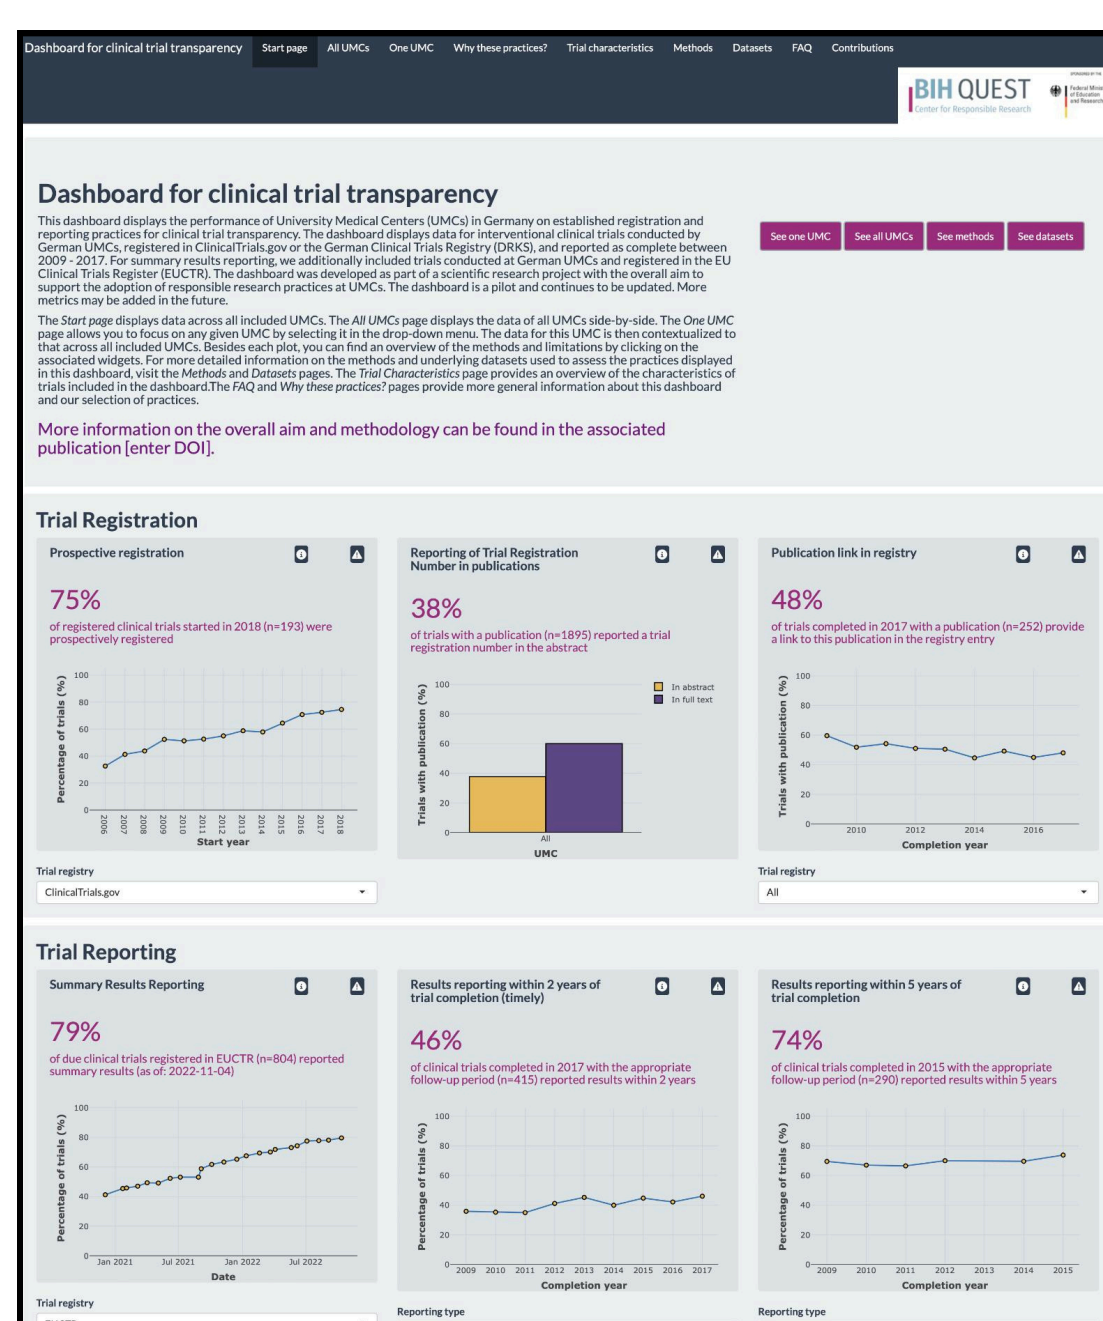 Dashboard for clinical trial transparency Start page All UMCs One UMC Why these practices? Trial characteristics Methods Datasets FAQ Contributions
BIH QUEST
Center for Responsible Research
SPONSORED BY THE
Federal Minis
of Education
and Research
Dashboard for clinical trial transparency
This dashboard displays the performance of University Medical Centers (UMCs) in Germany on established registration and
reporting practices for clinical trial transparency. The dashboard displays data for interventional clinical trials conducted by
German UMCs, registered in ClinicalTrials.gov or the German Clinical Trials Registry (DRKS), and reported as complete between
2009 - 2017. For summary results reporting, we additionally included trials conducted at German UMCs and registered in the EU
Clinical Trials Register (EUCTR). The dashboard was developed as part of a scientific research project with the overall aim to
support the adoption of responsible research practices at UMCs. The dashboard is a pilot and continues to be updated. More
metrics may be added in the future.
See one UMC See all UMCs See methods See datasets
The Start page displays data across all included UMCs. The All UMCs page displays the data of all UMCs side-by-side. The One UMC
page allows you to focus on any given UMC by selecting it in the drop-down menu. The data for this UMC is then contextualized to
that across all included UMCs. Besides each plot, you can find an overview of the methods and limitations by clicking on the
associated widgets. For more detailed information on the methods and underlying datasets used to assess the practices displayed
in this dashboard, visit the Methods and Datasets pages. The Trial Characteristics page provides an overview of the characteristics of
trials included in the dashboard.The FAQ and Why these practices? pages provide more general information about this dashboard
and our selection of practices.
More information on the overall aim and methodology can be found in the associated
publication [enter DOI].
Trial Registration
Prospective registration
75%
of registered clinical trials started in 2018 (n=193) were
prospectively registered
Percentage of trials (%)
100
80
60
40
20
0
2006 2007 2008 2009 2010 2011 2012 2013 2014 2015 2016 2017 2018
Start year
Trial registry
ClinicalTrials.gov
Reporting of Trial Registration
Number in publications
38%
of trials with a publication (n=1895) reported a trial
registration number in the abstract
Trials with publication (%)
100
80
60
40
20
0
In abstract
In full text
All
UMC
Publication link in registry
48%
of trials completed in 2017 with a publication (n=252) provide
a link to this publication in the registry entry
Trials with publication (%)
100
80
60
40
20
0
2010 2012 2014 2016
Completion year
Trial registry
All
Trial Reporting
Summary Results Reporting
79%
of due clinical trials registered in EUCTR (n=804) reported
summary results (as of: 2022-11-04)
Percentage of trials (%)
100
80
60
40
20
0
Jan 2021 Jul 2021 Jan 2022 Jul 2022
Date
Trial registry
Results reporting within 2 years of
trial completion (timely)
46%
of clinical trials completed in 2017 with the appropriate
follow-up period (n=415) reported results within 2 years
Percentage of trials (%)
100
80
60
40
20
0
2009 2010 2011 2012 2013 2014 2015 2016 2017
Completion year
Reporting type
Results reporting within 5 years of
trial completion
74%
of clinical trials completed in 2015 with the appropriate
follow-up period (n=290) reported results within 5 years
Percentage of trials (%)
100
80
60
40
20
0
2009 2010 2011 2012 2013 2014 2015
Completion year
Reporting type